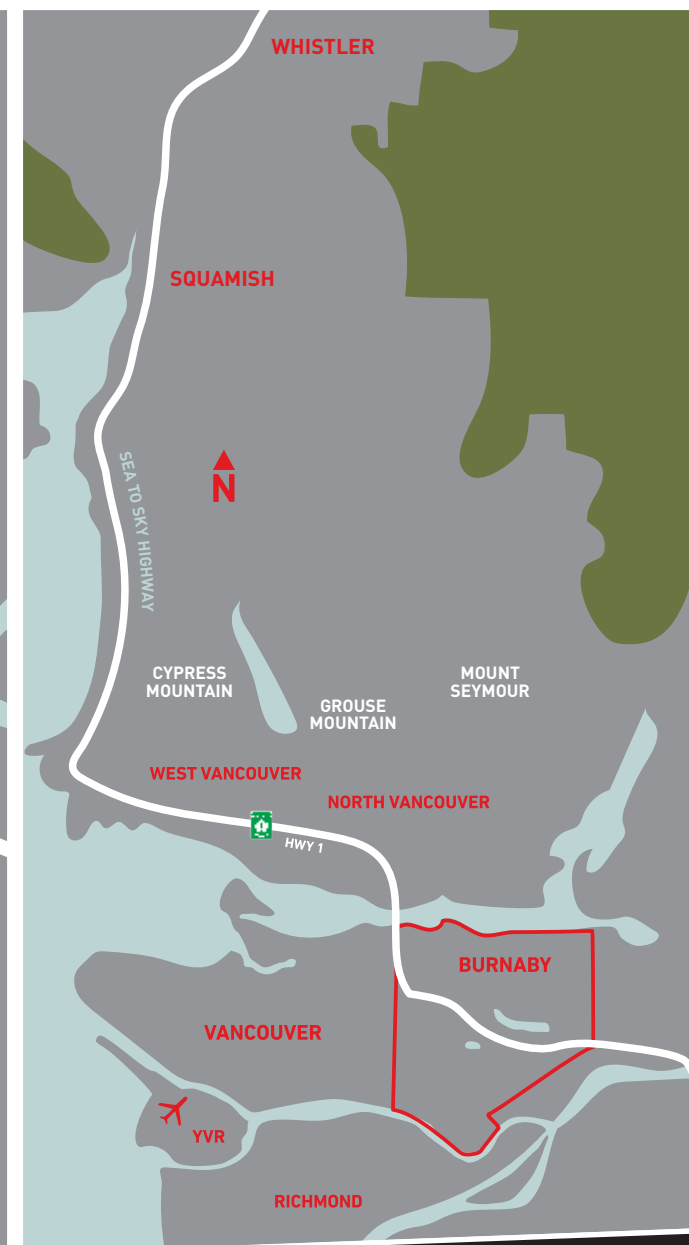 WHISTLER
SQUAMISH
N
SEA TO SKY HIGHWAY
CYPRESS
MOUNTAIN
GROUSE
MOUNTAIN
MOUNT
SEYMOUR
WEST VANCOUVER
NORTH VANCOUVER
1
HWY 1
BURNABY
VANCOUVER
YVR
RICHMOND